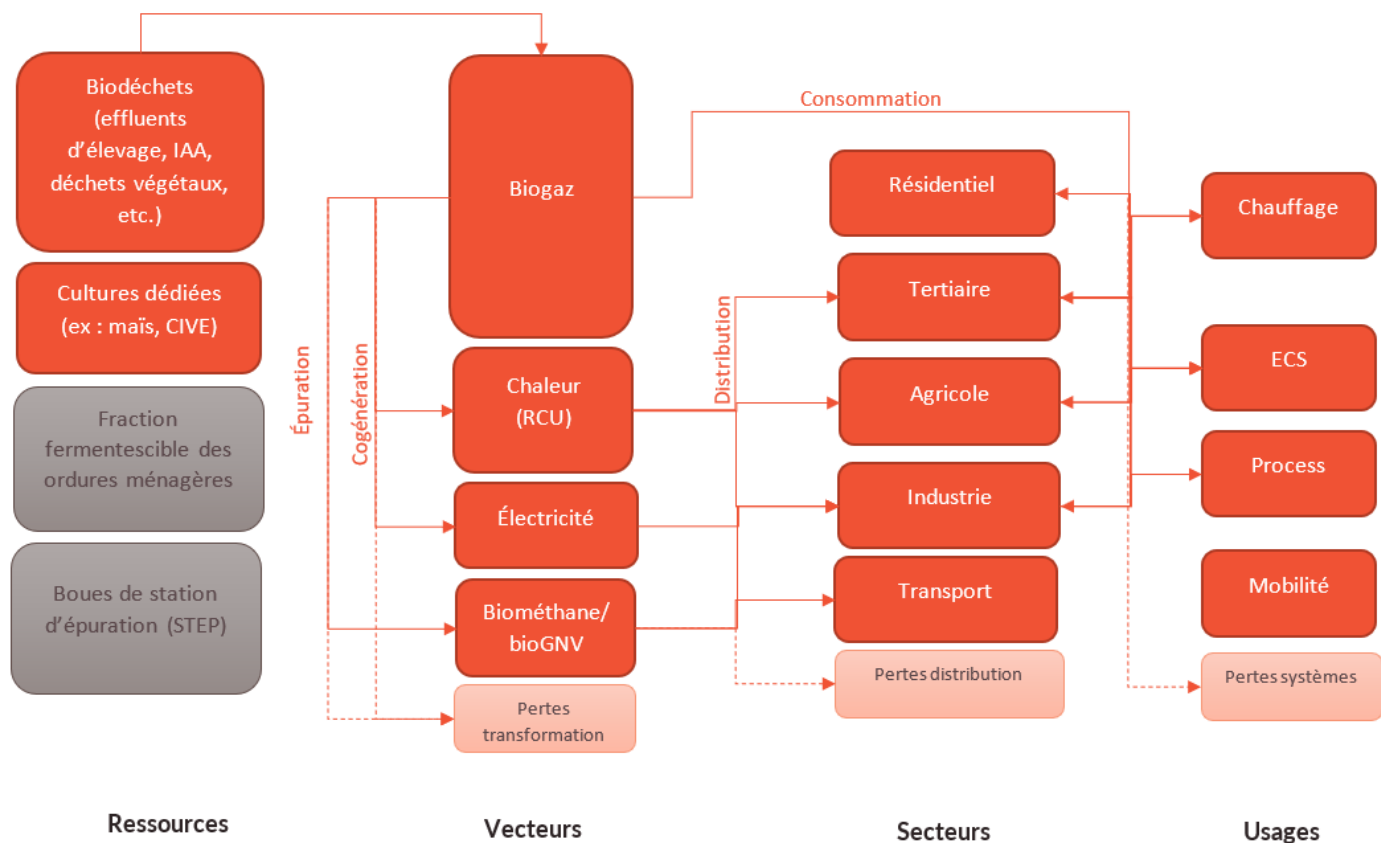 Biodéchets
(effluents
d'élevage, IAA,
déchets végétaux,
etc.)
Cultures dédiées
(ex : maïs, CIVE)
Fraction
fermentescible des
ordures ménagères
Boues de station
d'épuration (STEP)
Ressources
Épuration
Cogénération
Biogaz
Chaleur
(RCU)
Électricité
Biométhane/
bioGNV
Pertes
transformation
Vecteurs
Distribution
Consommation
Résidentiel
Tertiaire
Agricole
Industrie
Transport
Pertes distribution
Secteurs
Chauffage
ECS
Process
Mobilité
Pertes systèmes
Usages